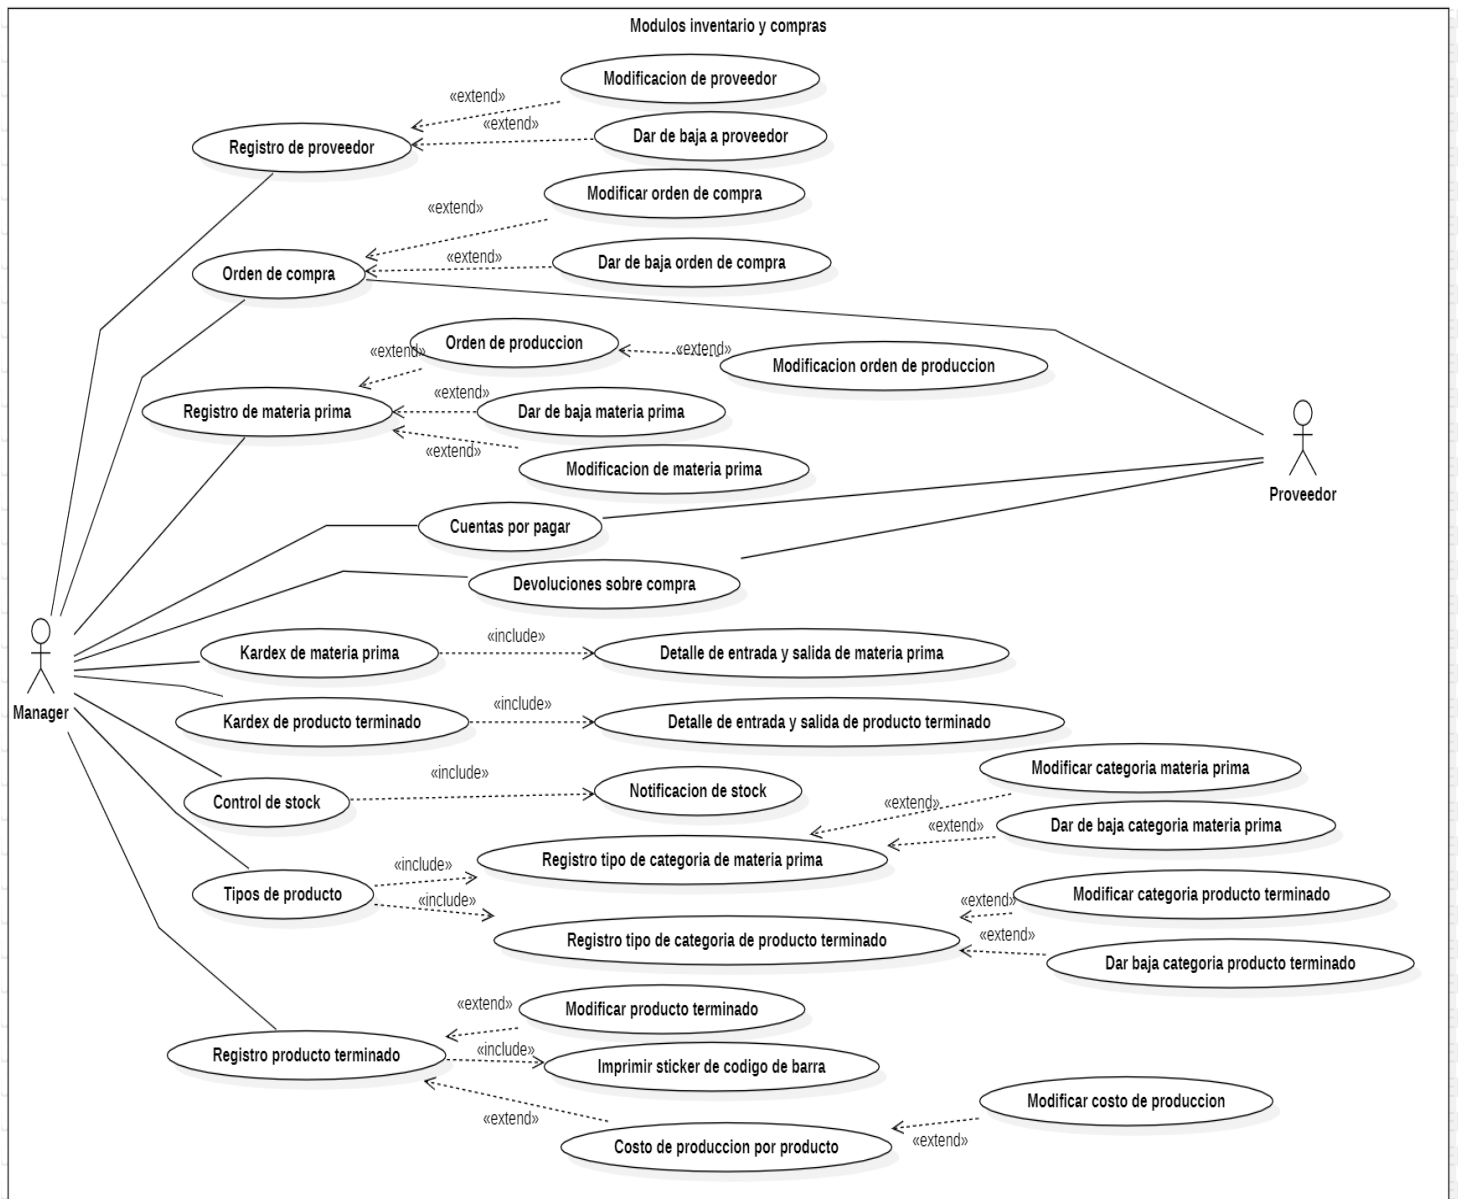 Modulos inventario y compras
Modificacion de proveedor
«extend»
«extend»
Dar de baja a proveedor
Registro de proveedor
Modificar orden de compra
«extend»
«extend»
Dar de baja orden de compra
Orden de compra
Orden de produccion
«extend»
«extend»
Modificacion orden de produccion
«extend»
Registro de materia prima
Dar de baja materia prima
«extend»
Modificacion de materia prima
Proveedor
Cuentas por pagar
Devoluciones sobre compra
«include»
Kardex de materia prima
Detalle de entrada y salida de materia prima
Manager
«include»
Kardex de producto terminado
Detalle de entrada y salida de producto terminado
Modificar categoria materia prima
«include»
Notificacion de stock
Control de stock
«extend»
«extend»
Dar de baja categoria materia prima
«include»
Registro tipo de categoria de materia prima
Tipos de producto
«include»
«extend»
Modificar categoria producto terminado
«extend»
Registro tipo de categoria de producto terminado
Dar baja categoria producto terminado
«extend»
Modificar producto terminado
Registro producto terminado
«include»
Imprimir sticker de codigo de barra
Modificar costo de produccion
«extend»
«extend»
Costo de produccion por producto